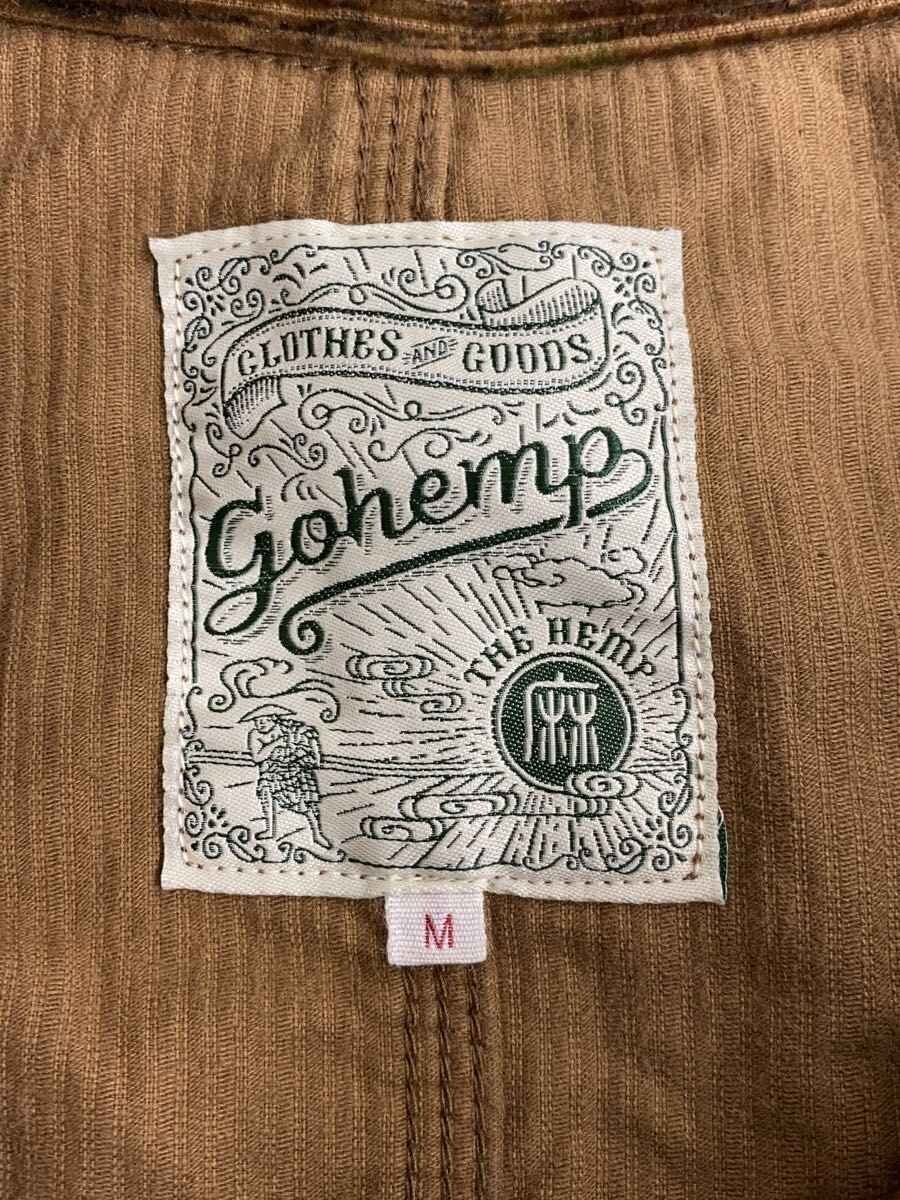 CLOTHES AND GOODS
gohemp
THE HEMP
M